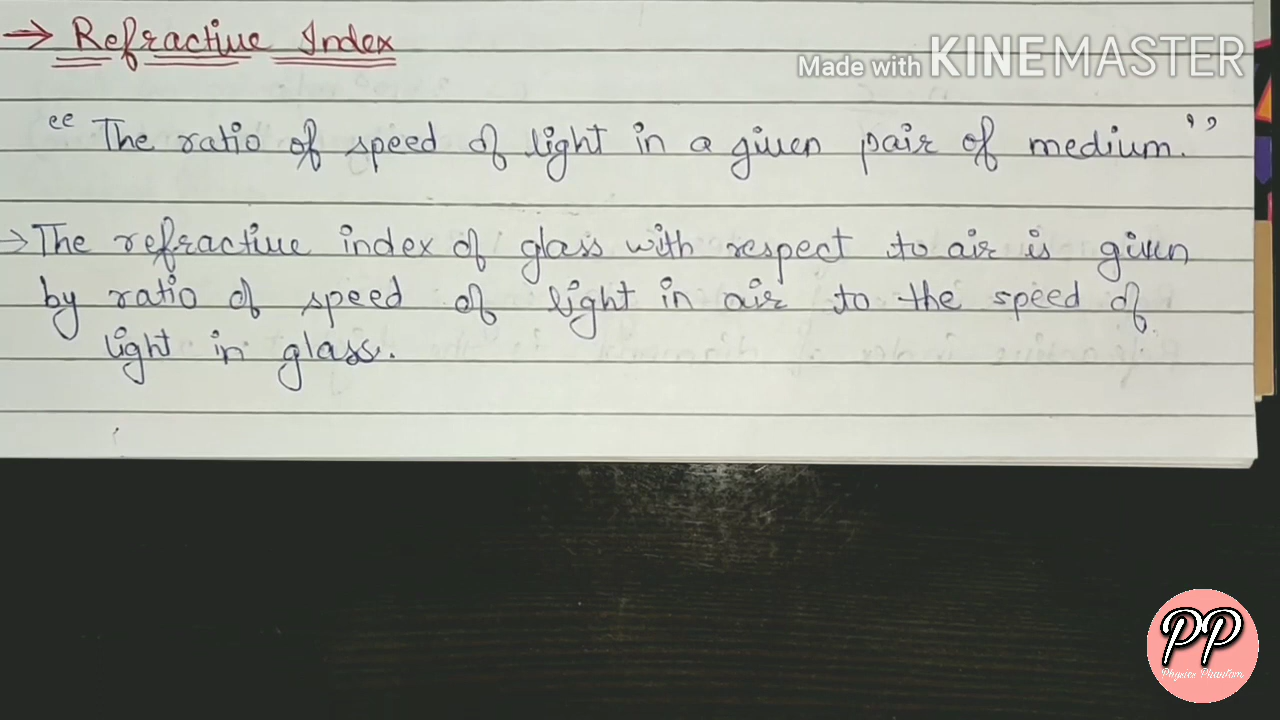 → Refractive Index
Made with KINEMASTER
“ The ratio of speed of light in a given pair of medium.”
→ The refractive index of glass with respect to air is given
by ratio of speed of light in air to the speed of
light in glass.
PP
Physics Phantom